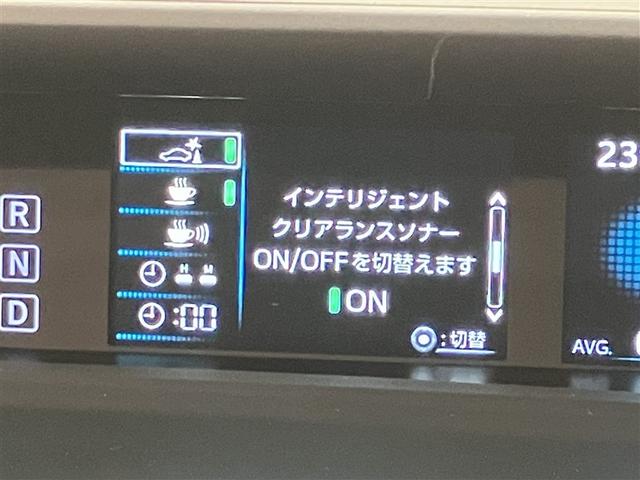 R
N
D
H M
:00
インテリジェント
クリアランスソナー
ON/OFFを切替えます
ON
:切替
23
AVG.